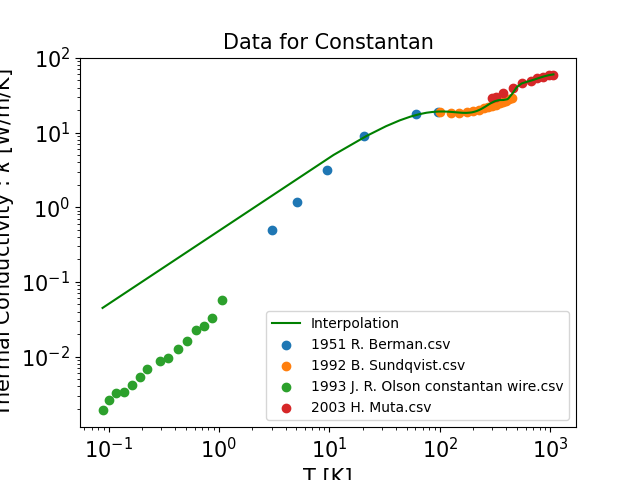 Data for Constantan
Thermal Conductivity : k [W/m/K]
10²
10¹
10⁰
10⁻¹
10⁻²
Interpolation
1951 R. Berman.csv
1992 B. Sundqvist.csv
1993 J. R. Olson constantan wire.csv
2003 H. Muta.csv
10⁻¹ 10⁰ 10¹ 10² 10³
T [K]